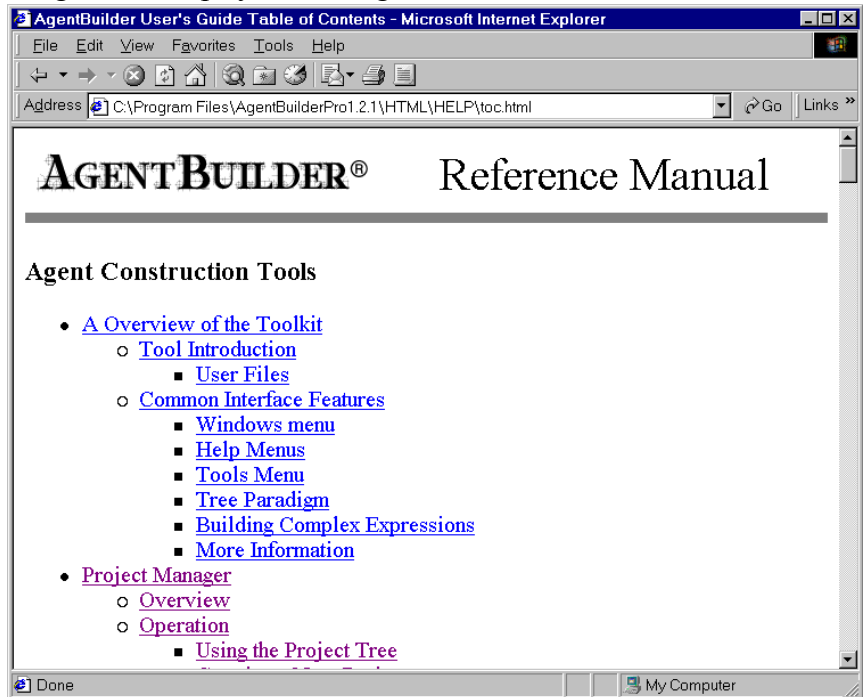 AgentBuilder User's Guide Table of Contents - Microsoft Internet Explorer
File Edit View Favorites Tools Help
Address C:\Program Files\AgentBuilderPro1.2.1\HTML\HELP\toc.html Go Links »
AGENTBUILDER® Reference Manual
Agent Construction Tools
A Overview of the Toolkit
Tool Introduction
User Files
Common Interface Features
Windows menu
Help Menus
Tools Menu
Tree Paradigm
Building Complex Expressions
More Information
Project Manager
Overview
Operation
Using the Project Tree
Done My Computer